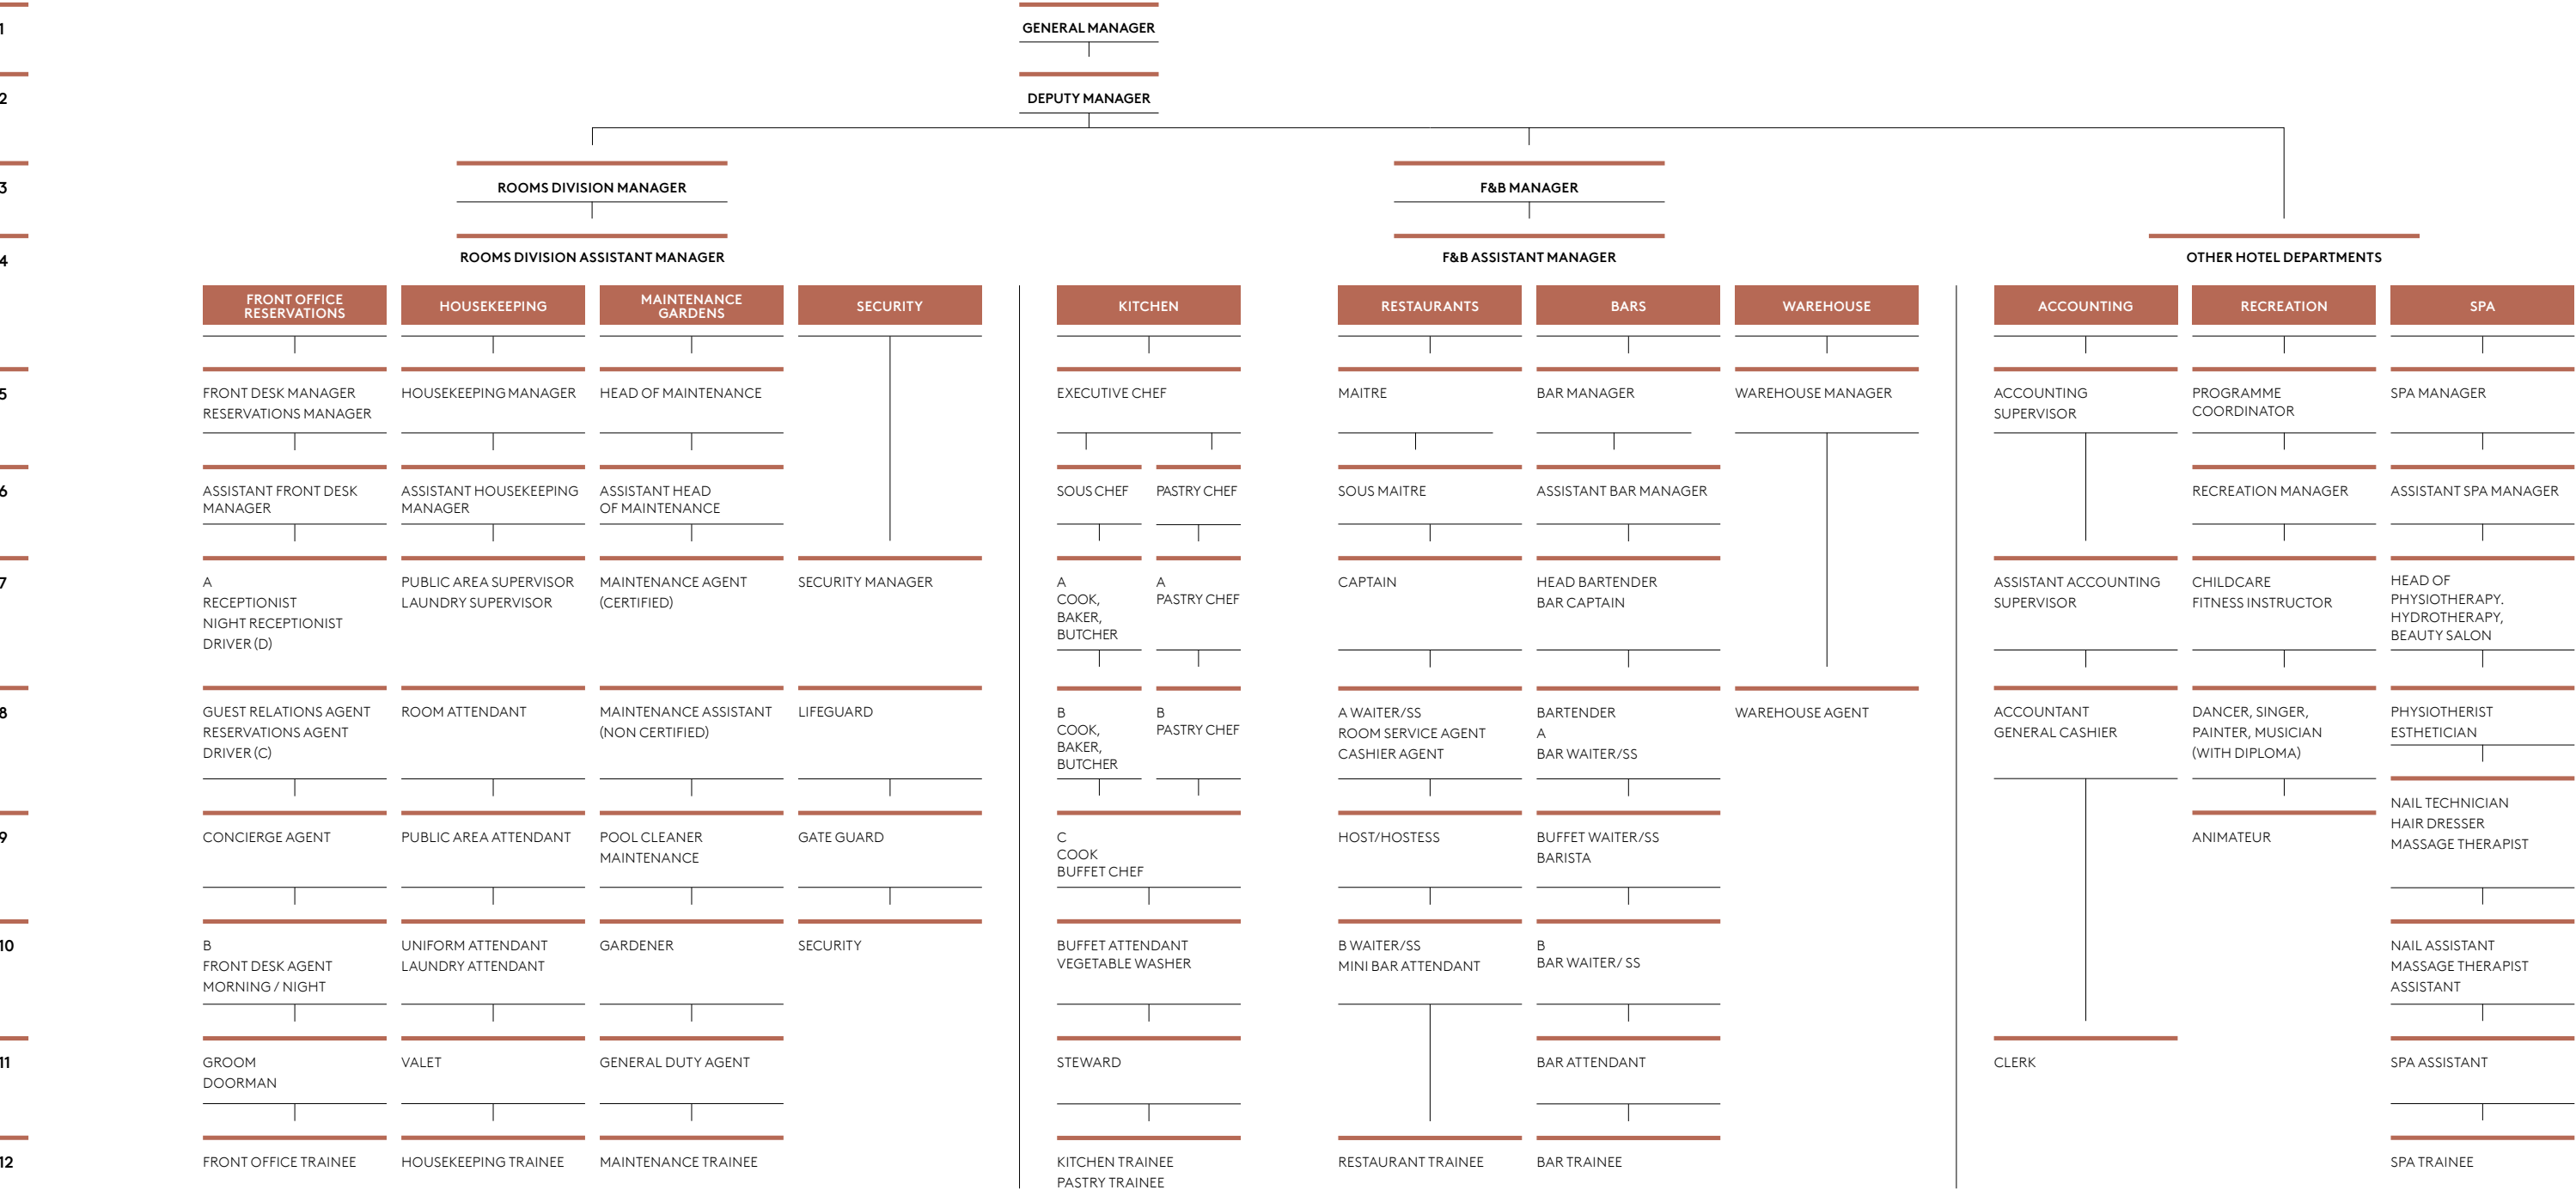 1
GENERAL MANAGER
2
DEPUTY MANAGER
3
ROOMS DIVISION MANAGER
F&B MANAGER
4
ROOMS DIVISION ASSISTANT MANAGER
F&B ASSISTANT MANAGER
OTHER HOTEL DEPARTMENTS
FRONT OFFICE
RESERVATIONS
HOUSEKEEPING
MAINTENANCE
GARDENS
SECURITY
KITCHEN
RESTAURANTS
BARS
WAREHOUSE
ACCOUNTING
RECREATION
SPA
5
FRONT DESK MANAGER
RESERVATIONS MANAGER
HOUSEKEEPING MANAGER
HEAD OF MAINTENANCE
EXECUTIVE CHEF
MAITRE
BAR MANAGER
WAREHOUSE MANAGER
ACCOUNTING
SUPERVISOR
PROGRAMME
COORDINATOR
SPA MANAGER
6
ASSISTANT FRONT DESK
MANAGER
ASSISTANT HOUSEKEEPING
MANAGER
ASSISTANT HEAD
OF MAINTENANCE
SOUS CHEF
PASTRY CHEF
SOUS MAITRE
ASSISTANT BAR MANAGER
RECREATION MANAGER
ASSISTANT SPA MANAGER
7
A
RECEPTIONIST
NIGHT RECEPTIONIST
DRIVER (D)
PUBLIC AREA SUPERVISOR
LAUNDRY SUPERVISOR
MAINTENANCE AGENT
(CERTIFIED)
SECURITY MANAGER
A
COOK,
BAKER,
BUTCHER
A
PASTRY CHEF
CAPTAIN
HEAD BARTENDER
BAR CAPTAIN
ASSISTANT ACCOUNTING
SUPERVISOR
CHILDCARE
FITNESS INSTRUCTOR
HEAD OF
PHYSIOTHERAPY.
HYDROTHERAPY,
BEAUTY SALON
8
GUEST RELATIONS AGENT
RESERVATIONS AGENT
DRIVER (C)
ROOM ATTENDANT
MAINTENANCE ASSISTANT
(NON CERTIFIED)
LIFEGUARD
B
COOK,
BAKER,
BUTCHER
B
PASTRY CHEF
A WAITER/SS
ROOM SERVICE AGENT
CASHIER AGENT
BARTENDER
A
BAR WAITER/SS
WAREHOUSE AGENT
ACCOUNTANT
GENERAL CASHIER
DANCER, SINGER,
PAINTER, MUSICIAN
(WITH DIPLOMA)
PHYSIOTHERIST
ESTHETICIAN
9
CONCIERGE AGENT
PUBLIC AREA ATTENDANT
POOL CLEANER
MAINTENANCE
GATE GUARD
C
COOK
BUFFET CHEF
HOST/HOSTESS
BUFFET WAITER/SS
BARISTA
ANIMATEUR
NAIL TECHNICIAN
HAIR DRESSER
MASSAGE THERAPIST
10
B
FRONT DESK AGENT
MORNING / NIGHT
UNIFORM ATTENDANT
LAUNDRY ATTENDANT
GARDENER
SECURITY
BUFFET ATTENDANT
VEGETABLE WASHER
B WAITER/SS
MINI BAR ATTENDANT
B
BAR WAITER/ SS
NAIL ASSISTANT
MASSAGE THERAPIST
ASSISTANT
11
GROOM
DOORMAN
VALET
GENERAL DUTY AGENT
STEWARD
BAR ATTENDANT
CLERK
SPA ASSISTANT
12
FRONT OFFICE TRAINEE
HOUSEKEEPING TRAINEE
MAINTENANCE TRAINEE
KITCHEN TRAINEE
PASTRY TRAINEE
RESTAURANT TRAINEE
BAR TRAINEE
SPA TRAINEE